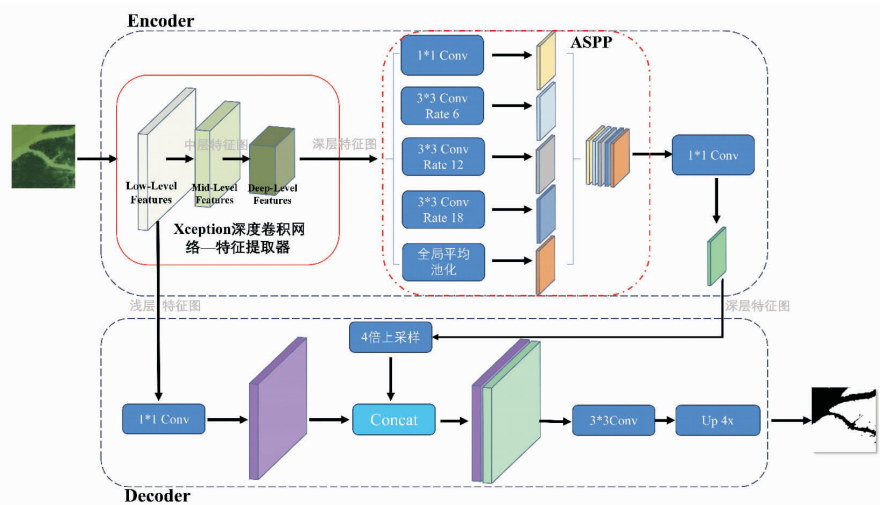 Encoder
ASPP
1*1 Conv
3*3 Conv
Rate 6
3*3 Conv
Rate 12
3*3 Conv
Rate 18
全局平均
池化
1*1 Conv
中层特征图
深层特征图
Low-Level
Features
Mid-Level
Features
Deep-Level
Features
Xception深度卷积网
络—特征提取器
浅层 特征图
深层特征图
4倍上采样
1*1 Conv
Concat
3*3Conv
Up 4x
Decoder